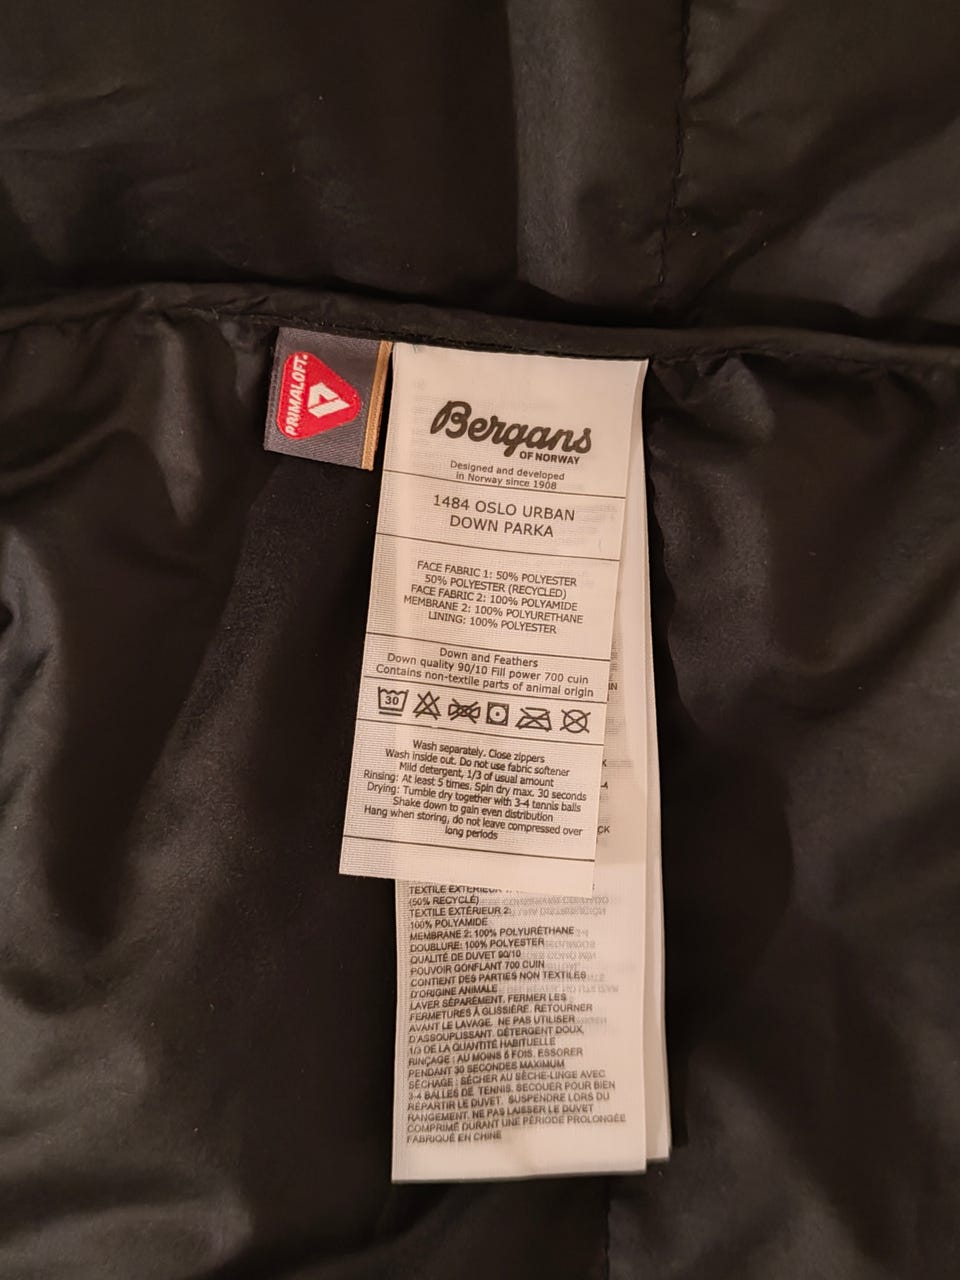 PRIMALOFT®
Bergans
OF NORWAY
Designed and developed
in Norway since 1908
1484 OSLO URBAN
DOWN PARKA
FACE FABRIC 1: 50% POLYESTER
50% POLYESTER (RECYCLED)
FACE FABRIC 2: 100% POLYAMIDE
MEMBRANE 2: 100% POLYURETHANE
LINING: 100% POLYESTER
Down and Feathers
Down quality 90/10 Fill power 700 cuin
Contains non-textile parts of animal origin
30
Wash separately. Close zippers
Wash inside out. Do not use fabric softener
Mild detergent, 1/3 of usual amount
Rinsing: At least 5 times. Spin dry max. 30 seconds
Drying: Tumble dry together with 3-4 tennis balls
Shake down to gain even distribution
Hang when storing, do not leave compressed over
long periods
TEXTILE EXTÉRIEUR
(50% RECYCLÉ)
TEXTILE EXTÉRIEUR 2:
100% POLYAMIDE
MEMBRANE 2: 100% POLYURÉTHANE
DOUBLURE: 100% POLYESTER
QUALITÉ DE DUVET 90/10
POUVOIR GONFLANT 700 CUIN
CONTIENT DES PARTIES NON TEXTILES
D'ORIGINE ANIMALE
LAVER SÉPARÉMENT. FERMER LES
FERMETURES À GLISSIÈRE. RETOURNER
AVANT LE LAVAGE. NE PAS UTILISER
D'ASSOUPLISSANT. DÉTERGENT DOUX,
1/3 DE LA QUANTITÉ HABITUELLE
RINÇAGE : AU MOINS 5 FOIS. ESSORER
PENDANT 30 SECONDES MAXIMUM
SÉCHAGE : SÉCHER AU SÈCHE-LINGE AVEC
3-4 BALLES DE TENNIS. SECOUER POUR BIEN
RÉPARTIR LE DUVET. SUSPENDRE LORS DU
RANGEMENT. NE PAS LAISSER LE DUVET
COMPRIMÉ DURANT UNE PÉRIODE PROLONGÉE
FABRIQUÉ EN CHINE